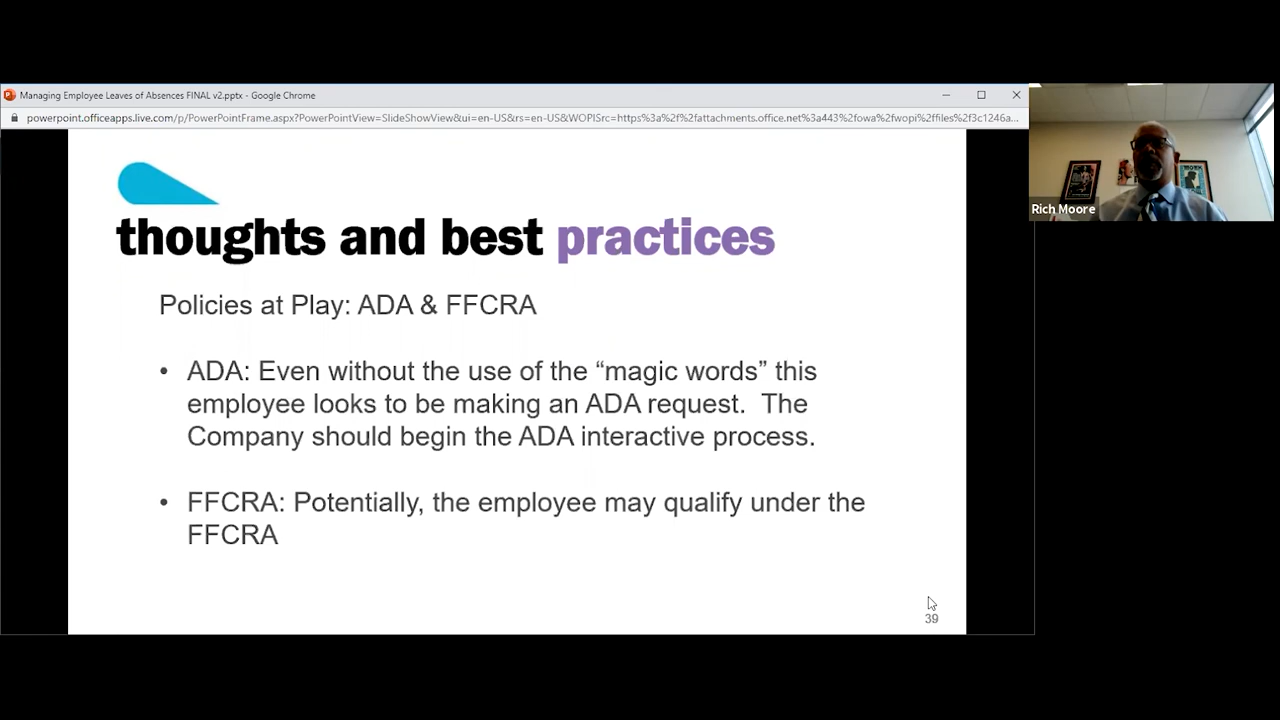 Managing Employee Leaves of Absences FINAL v2.pptx - Google Chrome
powerpoint.officeapps.live.com/p/PowerPointFrame.aspx?PowerPointView=SlideShowView&ui=en-US&rs=en-US&WOPISrc=https%3a%2f%2fattachments.office.net%3a443%2fowa%2fwopi%2ffiles%2f3c1246a...
Rich Moore
thoughts and best practices
Policies at Play: ADA & FFCRA
• ADA: Even without the use of the “magic words” this
employee looks to be making an ADA request.  The
Company should begin the ADA interactive process.
• FFCRA: Potentially, the employee may qualify under the
FFCRA
39